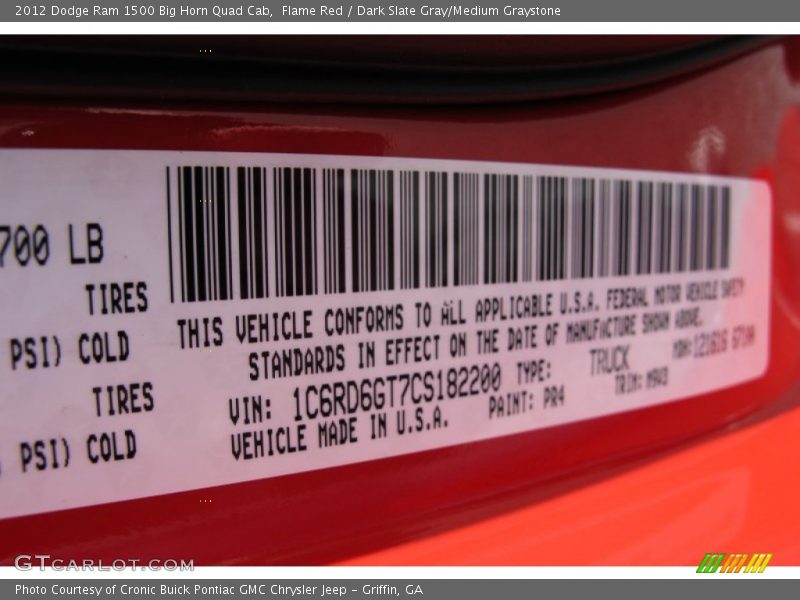 2012 Dodge Ram 1500 Big Horn Quad Cab,  Flame Red / Dark Slate Gray/Medium Graystone
700 LB
TIRES
PSI) COLD
TIRES
PSI) COLD
THIS VEHICLE CONFORMS TO ALL APPLICABLE U.S.A. FEDERAL MOTOR VEHICLE SAFETY
STANDARDS IN EFFECT ON THE DATE OF MANUFACTURE SHOWN ABOVE.
VIN: 1C6RD6GT7CS182200 TYPE: TRUCK
VEHICLE MADE IN U.S.A. PAINT: PR4 TRIM:
GTCARLOT.COM
Photo Courtesy of Cronic Buick Pontiac GMC Chrysler Jeep - Griffin, GA